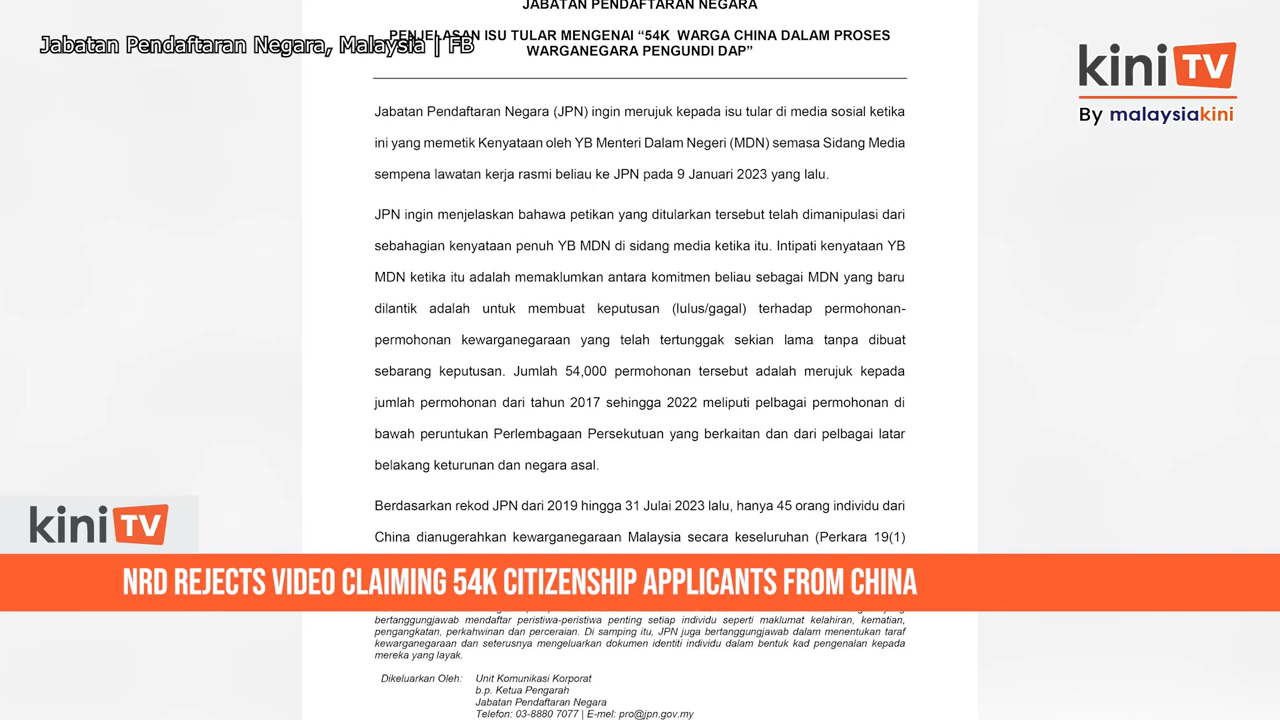 JABATAN PENDAFTARAN NEGARA
Jabatan Pendaftaran Negara, Malaysia | FB
PENJELASAN ISU TULAR MENGENAI “54K WARGA CHINA DALAM PROSES
WARGANEGARA PENGUNDI DAP”
kini TV
By malaysiakini
Jabatan Pendaftaran Negara (JPN) ingin merujuk kepada isu tular di media sosial ketika
ini yang memetik Kenyataan oleh YB Menteri Dalam Negeri (MDN) semasa Sidang Media
sempena lawatan kerja rasmi beliau ke JPN pada 9 Januari 2023 yang lalu.
JPN ingin menjelaskan bahawa petikan yang ditularkan tersebut telah dimanipulasi dari
sebahagian kenyataan penuh YB MDN di sidang media ketika itu. Intipati kenyataan YB
MDN ketika itu adalah memaklumkan antara komitmen beliau sebagai MDN yang baru
dilantik adalah untuk membuat keputusan (lulus/gagal) terhadap permohonan-
permohonan kewarganegaraan yang telah tertunggak sekian lama tanpa dibuat
sebarang keputusan. Jumlah 54,000 permohonan tersebut adalah merujuk kepada
jumlah permohonan dari tahun 2017 sehingga 2022 meliputi pelbagai permohonan di
bawah peruntukan Perlembagaan Persekutuan yang berkaitan dan dari pelbagai latar
belakang keturunan dan negara asal.
Berdasarkan rekod JPN dari 2019 hingga 31 Julai 2023 lalu, hanya 45 orang individu dari
China dianugerahkan kewarganegaraan Malaysia secara keseluruhan (Perkara 19(1)
kini TV
NRD REJECTS VIDEO CLAIMING 54K CITIZENSHIP APPLICANTS FROM CHINA
bertanggungjawab mendaftar peristiwa-peristiwa penting setiap individu seperti maklumat kelahiran, kematian,
pengangkatan, perkahwinan dan perceraian. Di samping itu, JPN juga bertanggungjawab dalam menentukan taraf
kewarganegaraan dan seterusnya mengeluarkan dokumen identiti individu dalam bentuk kad pengenalan kepada
mereka yang layak.
Dikeluarkan Oleh: Unit Komunikasi Korporat
b.p. Ketua Pengarah
Jabatan Pendaftaran Negara
Telefon: 03-8880 7077 | E-mel: pro@jpn.gov.my